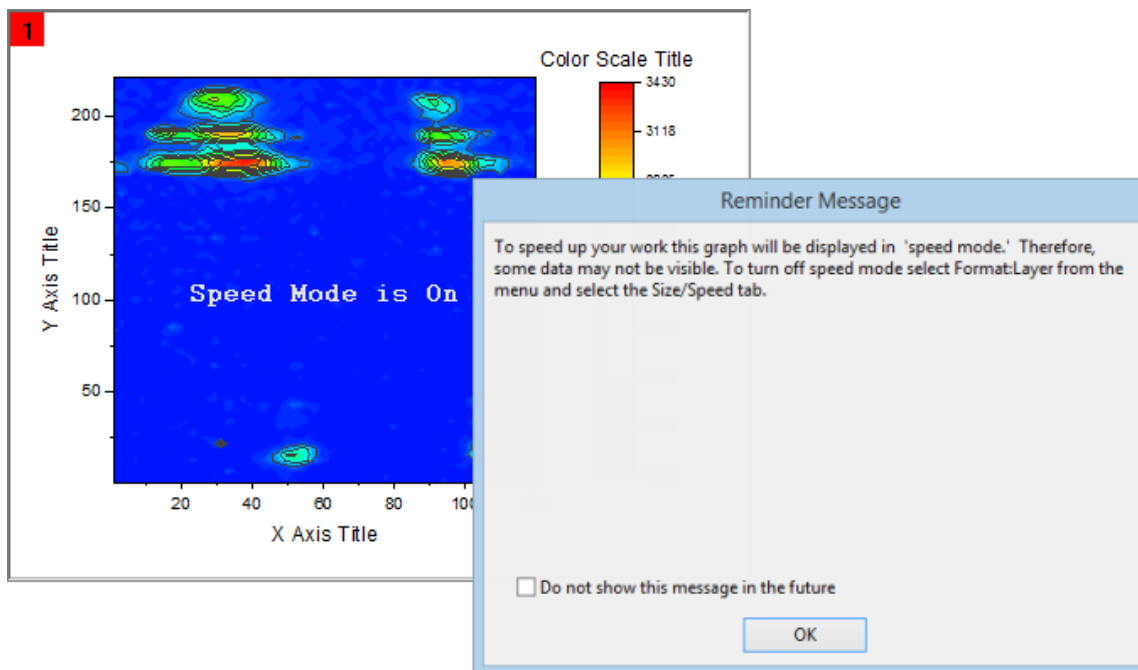 1
Color Scale Title
3430
3118
200
150
Y Axis Title
100
50
Speed Mode is On
20
40
60
80
X Axis Title
Reminder Message
To speed up your work this graph will be displayed in 'speed mode.' Therefore,
some data may not be visible. To turn off speed mode select Format:Layer from the
menu and select the Size/Speed tab.
Do not show this message in the future
OK